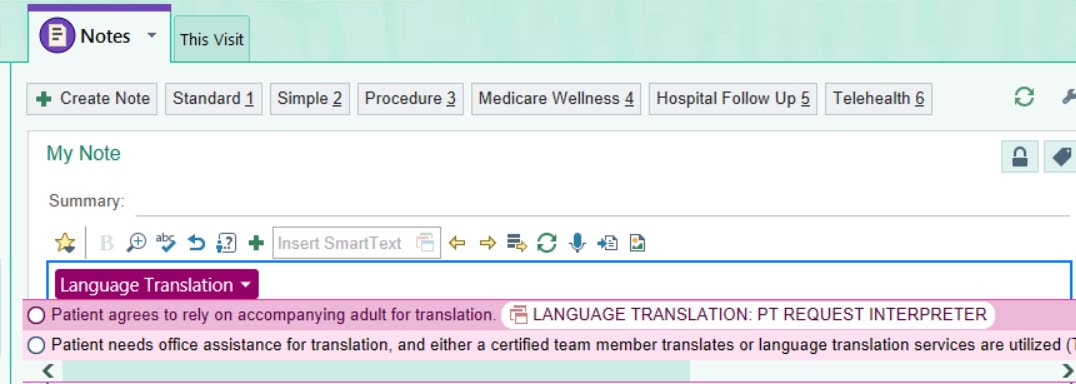 Notes This Visit
Create Note Standard 1 Simple 2 Procedure 3 Medicare Wellness 4 Hospital Follow Up 5 Telehealth 6
My Note
Summary:
B abc Insert SmartText
Language Translation
Patient agrees to rely on accompanying adult for translation. LANGUAGE TRANSLATION: PT REQUEST INTERPRETER
Patient needs office assistance for translation, and either a certified team member translates or language translation services are utilized (